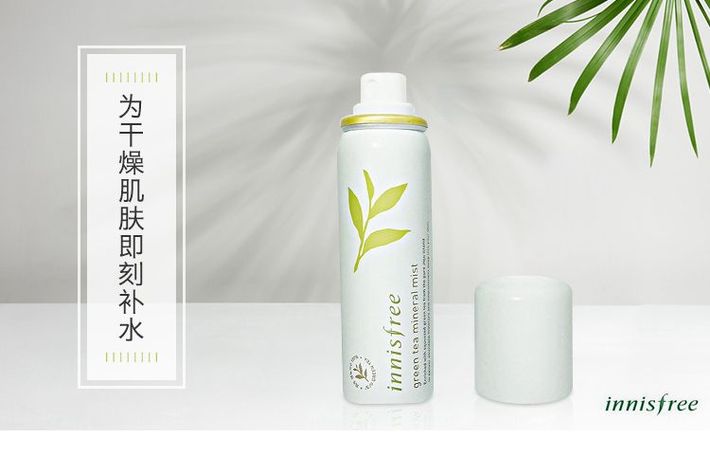 为干燥肌肤即刻补水
innisfree
green tea mineral mist
innisfree